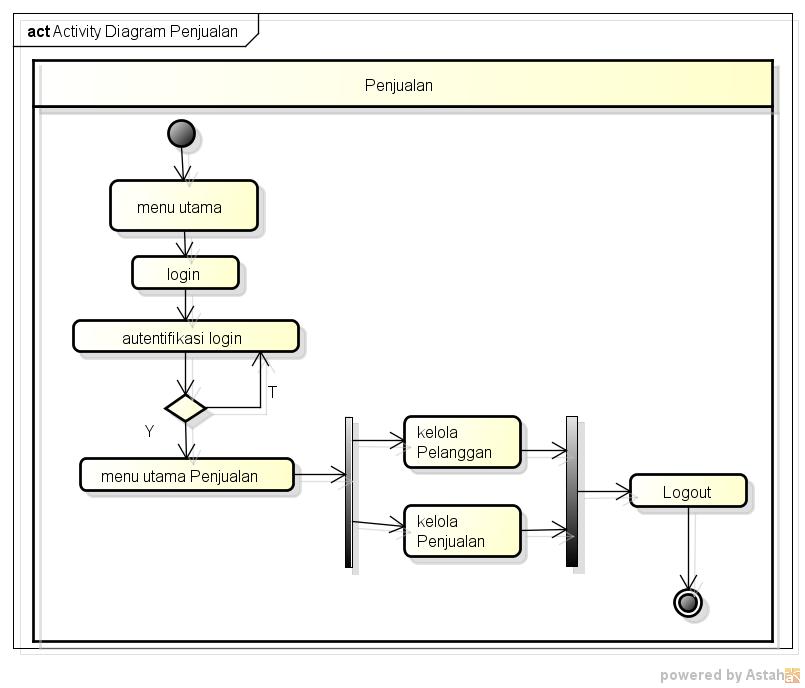 act Activity Diagram Penjualan
Penjualan
menu utama
login
autentifikasi login
T
Y
menu utama Penjualan
kelola
Pelanggan
kelola
Penjualan
Logout
powered by Astah